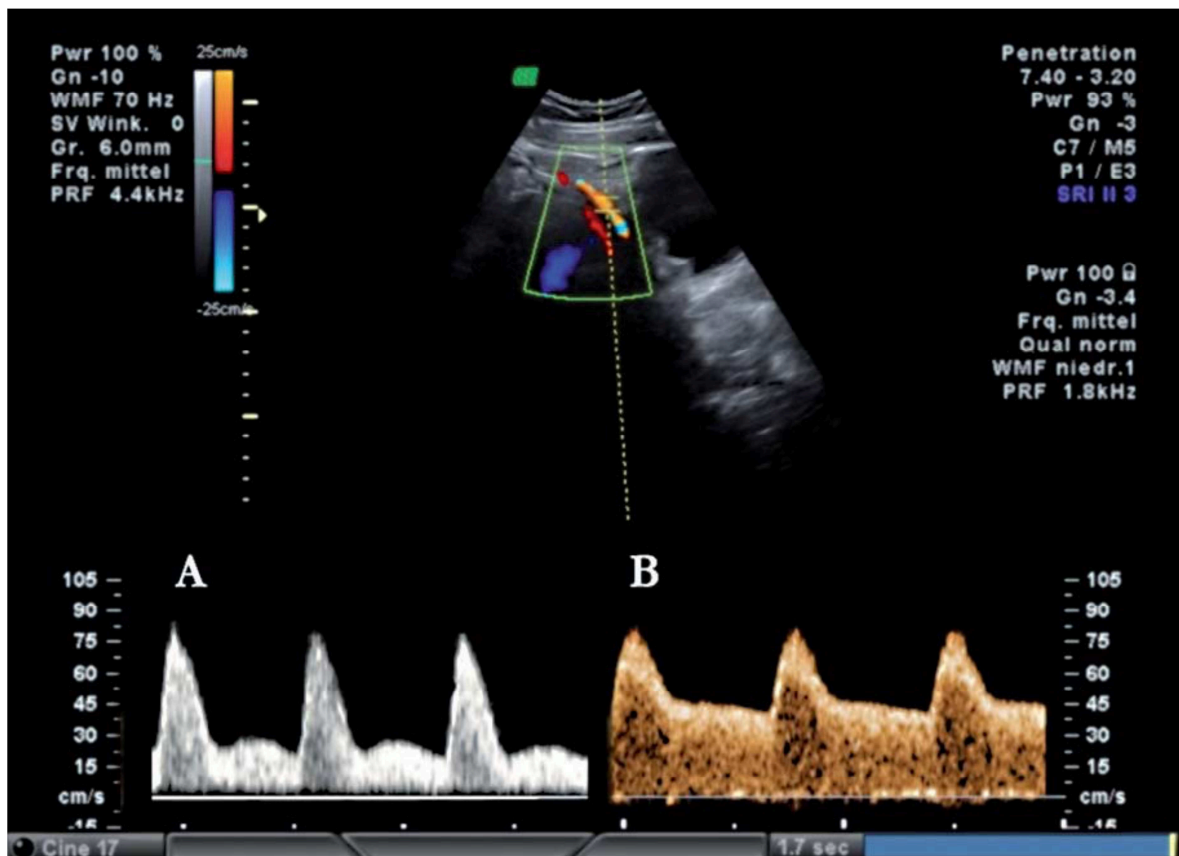 Pwr 100 %
Gn -10
WMF 70 Hz
SV Wink. 0
Gr. 6.0mm
Frq. mittel
PRF 4.4kHz
25cm/s
-25cm/s
Penetration
7.40 - 3.20
Pwr 93 %
Gn -3
C7 / M5
P1 / E3
SRI II 3
Pwr 100
Gn -3.4
Frq. mittel
Qual norm
WMF niedr.1
PRF 1.8kHz
A
105
90
75
60
45
30
15
cm/s
-15
B
105
90
75
60
45
30
15
cm/s
-15
Cine 17
1.7 sec